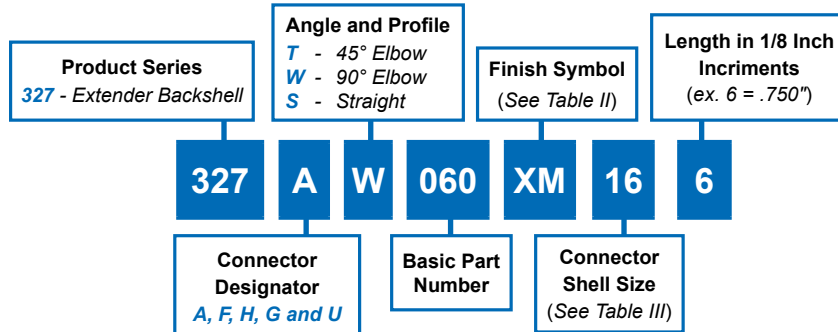 Product Series
327 - Extender Backshell
Angle and Profile
T - 45° Elbow
W - 90° Elbow
S - Straight
Finish Symbol
(See Table II)
Length in 1/8 Inch
Incriments
(ex. 6 = .750")
327 A W 060 XM 16 6
Connector
Designator
A, F, H, G and U
Basic Part
Number
Connector
Shell Size
(See Table III)